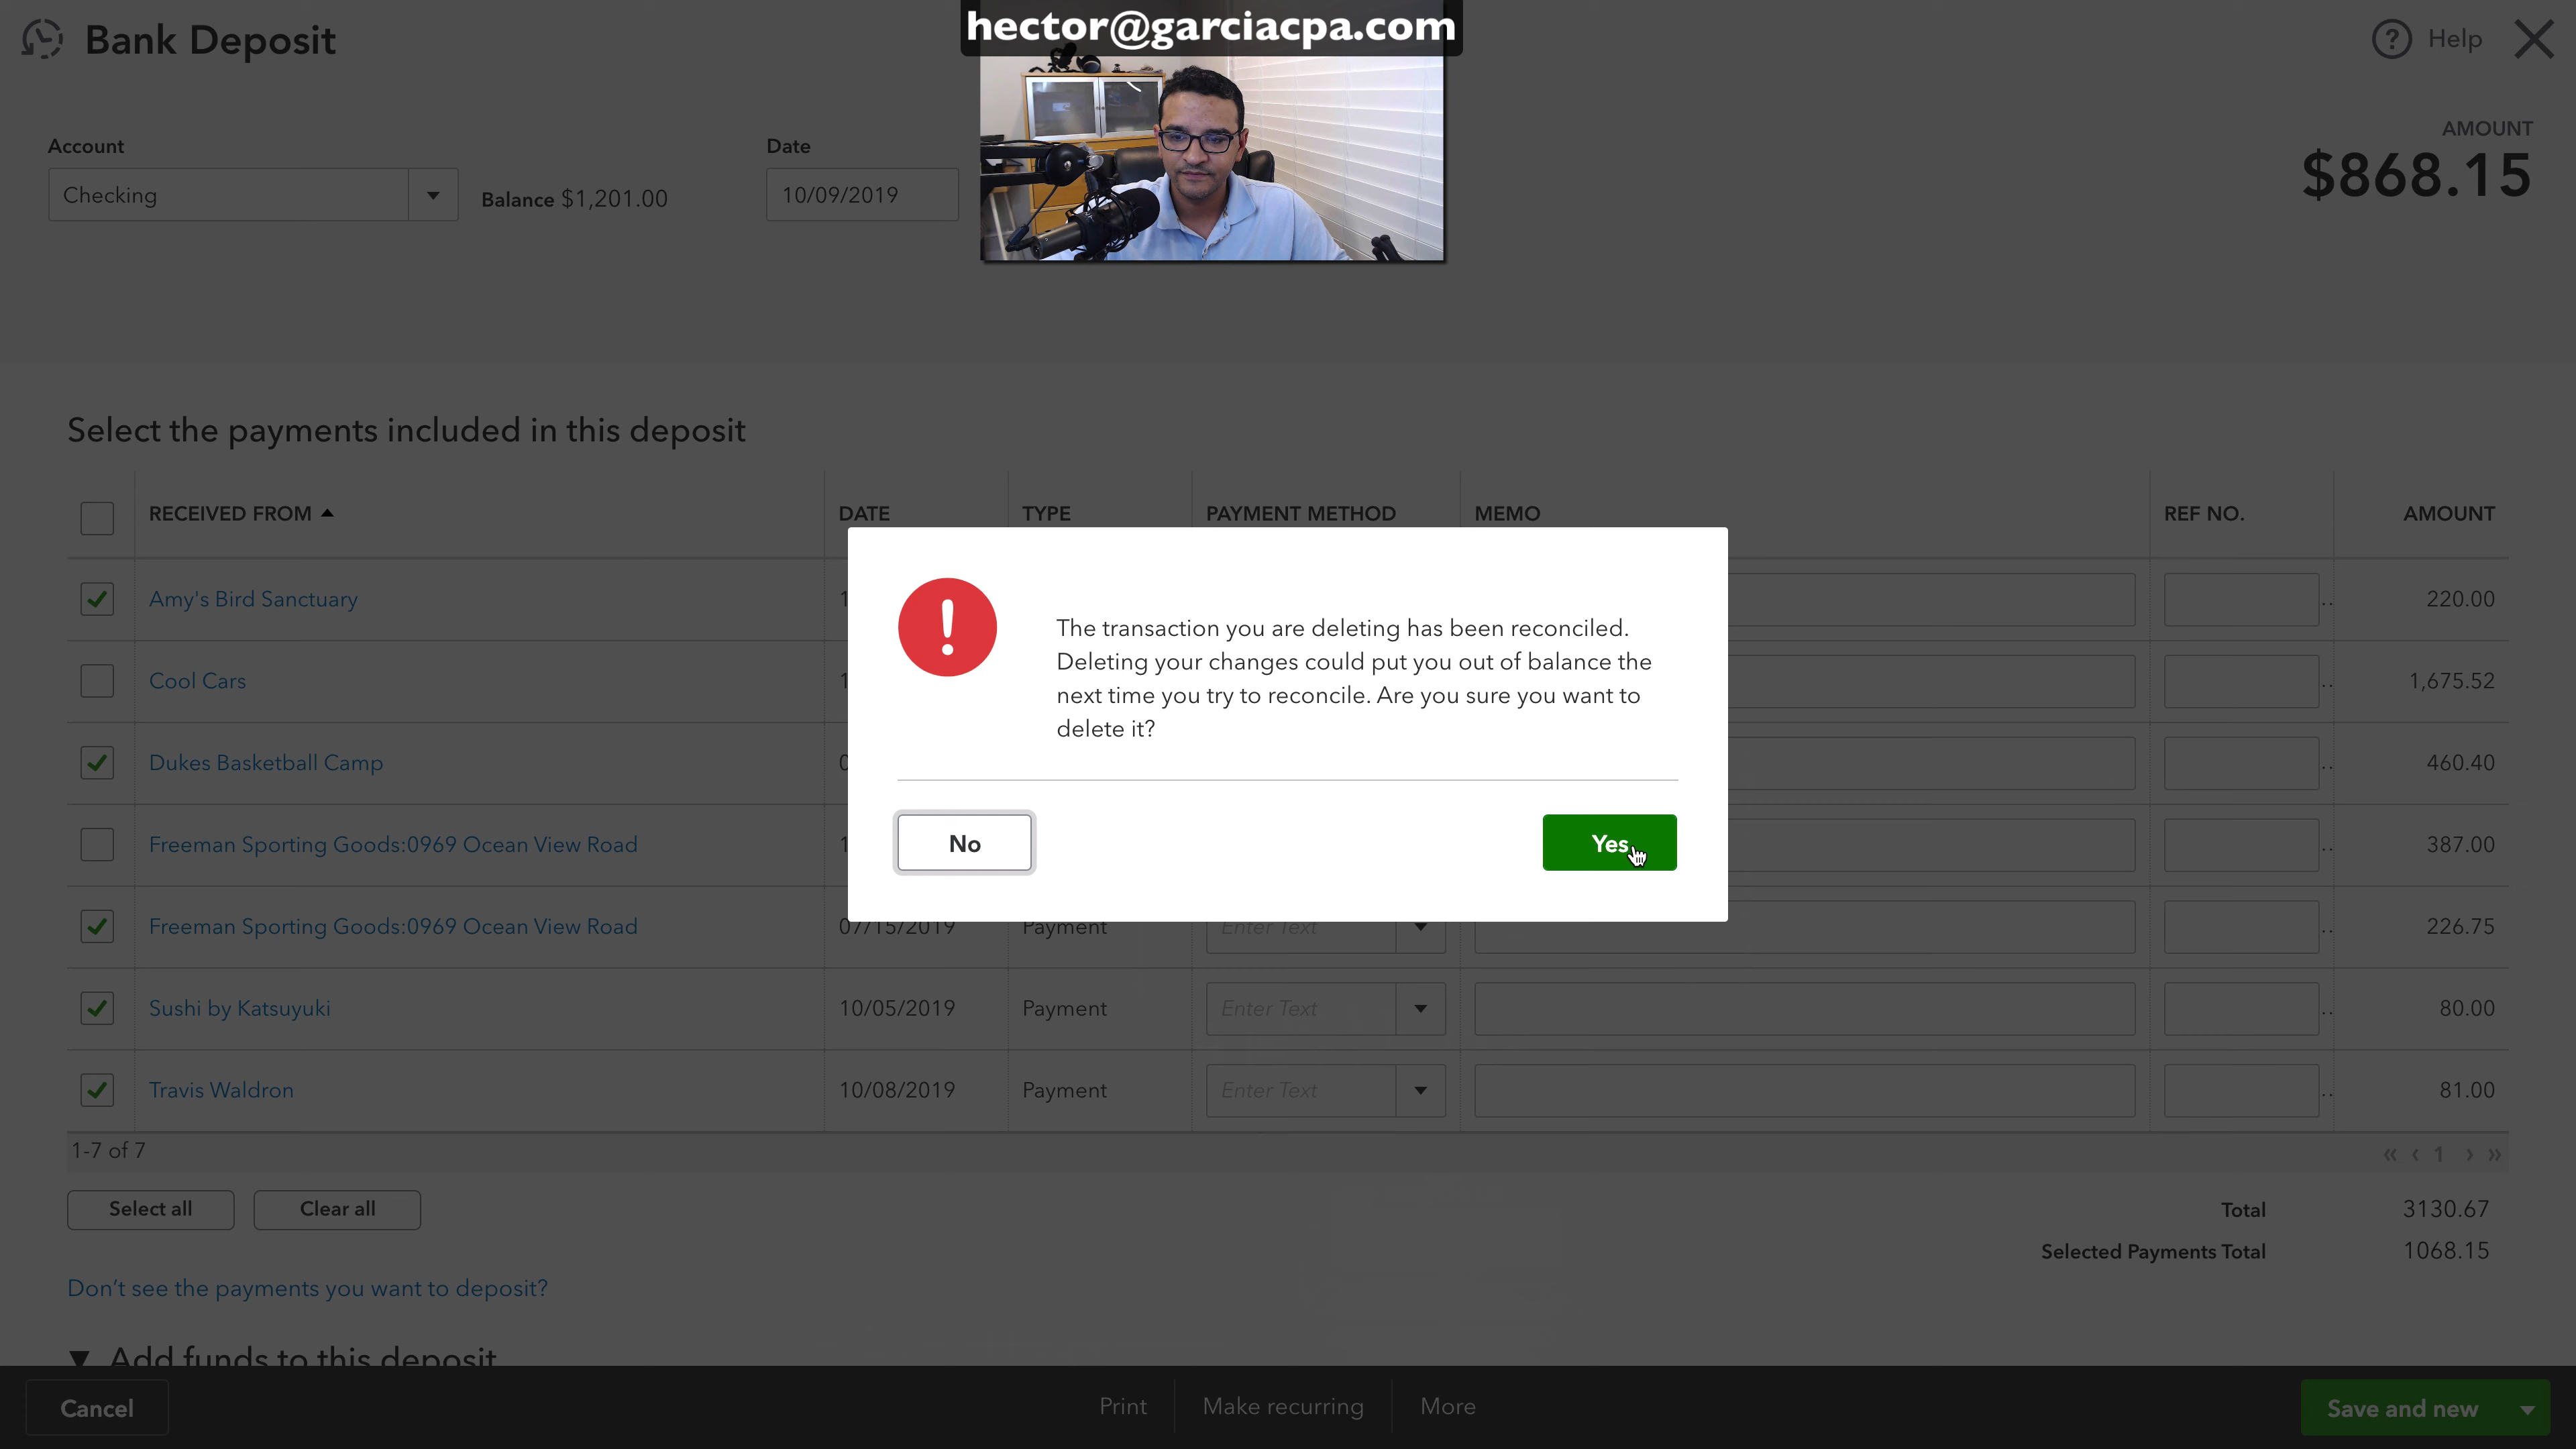 hector@garciacpa.com
Bank Deposit
? Help
Account
Date
AMOUNT
Checking
Balance $1,201.00
10/09/2019
$868.15
Select the payments included in this deposit
RECEIVED FROM DATE TYPE PAYMENT METHOD MEMO REF NO. AMOUNT
Amy's Bird Sanctuary 220.00
Cool Cars 1,675.52
Dukes Basketball Camp 460.40
Freeman Sporting Goods:0969 Ocean View Road 387.00
Freeman Sporting Goods:0969 Ocean View Road 07/15/2019 Payment Enter Text 226.75
Sushi by Katsuyuki 10/05/2019 Payment Enter Text 80.00
Travis Waldron 10/08/2019 Payment Enter Text 81.00
The transaction you are deleting has been reconciled.
Deleting your changes could put you out of balance the
next time you try to reconcile. Are you sure you want to
delete it?
No
Yes
1-7 of 7
« ‹ 1 › »
Select all
Clear all
Total 3130.67
Selected Payments Total 1068.15
Don't see the payments you want to deposit?
Add funds to this deposit
Cancel
Print
Make recurring
More
Save and new